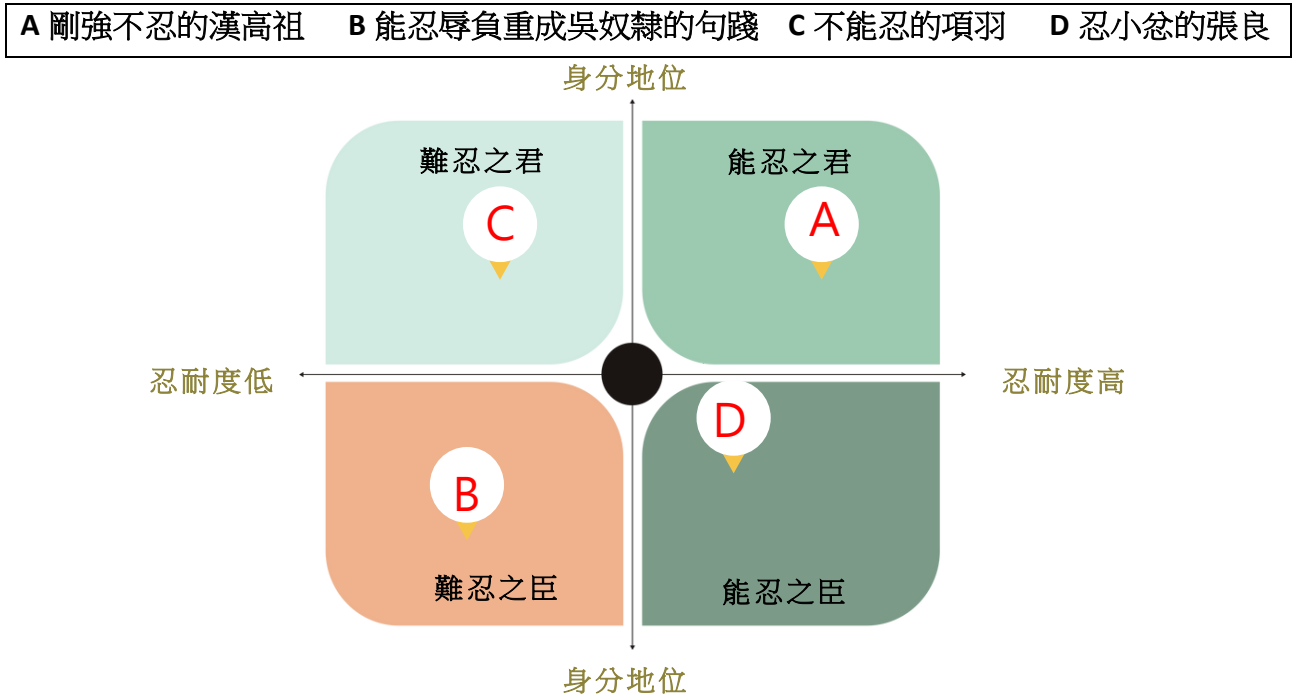 A 剛強不忍的漢高祖 B 能忍辱負重成吳奴隸的句踐 C 不能忍的項羽 D 忍小忿的張良
身分地位
難忍之君
能忍之君
C
A
忍耐度低
忍耐度高
D
B
難忍之臣
能忍之臣
身分地位